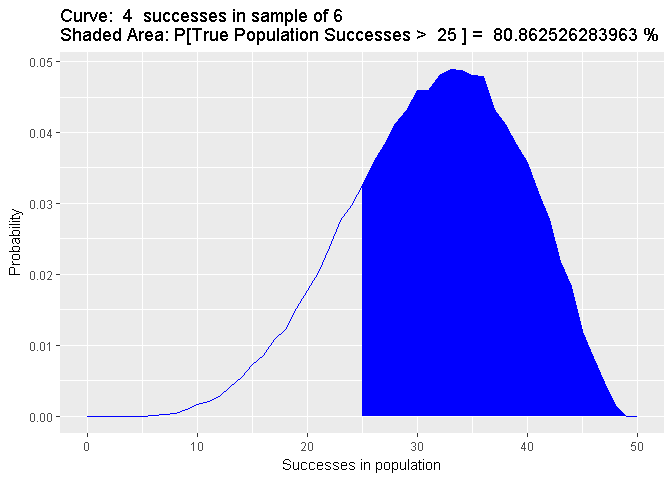 Curve:  4  successes in sample of 6
Shaded Area: P[True Population Successes >  25 ] =  80.862526283963 %
0.05
0.04
0.03
0.02
0.01
0.00
Probability
0 10 20 30 40 50
Successes in population